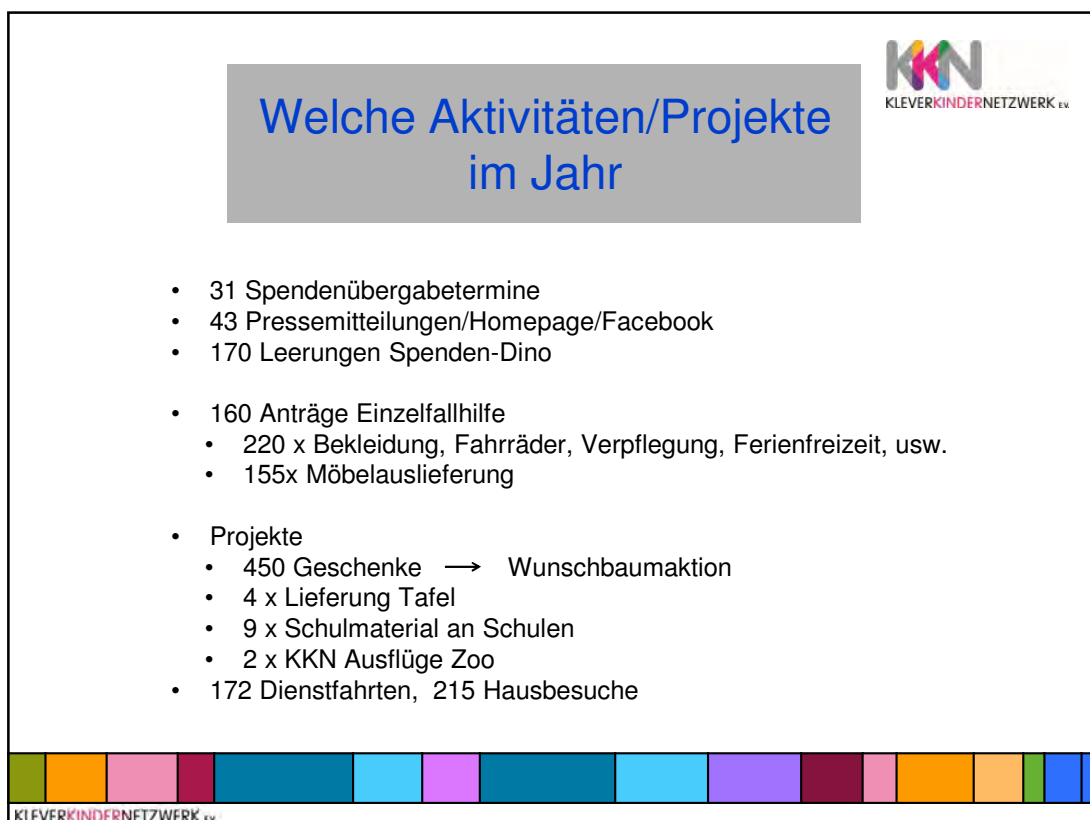 KKN
KLEVERKINDERNETZWERK E.V.
Welche Aktivitäten/Projekte
im Jahr
• 31 Spendenübergabetermine
• 43 Pressemitteilungen/Homepage/Facebook
• 170 Leerungen Spenden-Dino
• 160 Anträge Einzelfallhilfe
• 220 x Bekleidung, Fahrräder, Verpflegung, Ferienfreizeit, usw.
• 155x Möbelauslieferung
• Projekte
• 450 Geschenke → Wunschbaumaktion
• 4 x Lieferung Tafel
• 9 x Schulmaterial an Schulen
• 2 x KKN Ausflüge Zoo
• 172 Dienstfahrten, 215 Hausbesuche
KLEVERKINDERNETZWERK E.V.